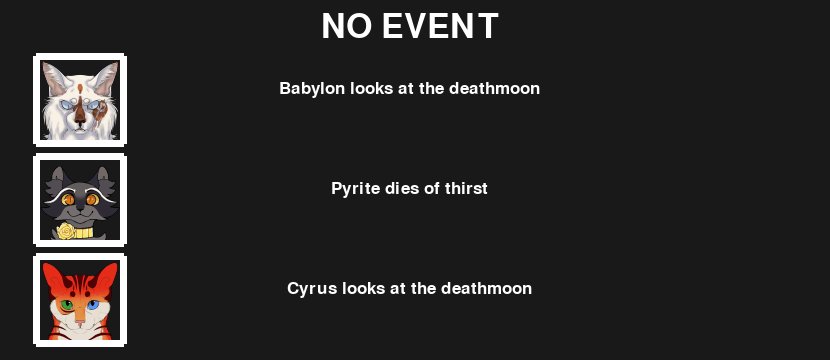 NO EVENT
Babylon looks at the deathmoon
Pyrite dies of thirst
Cyrus looks at the deathmoon